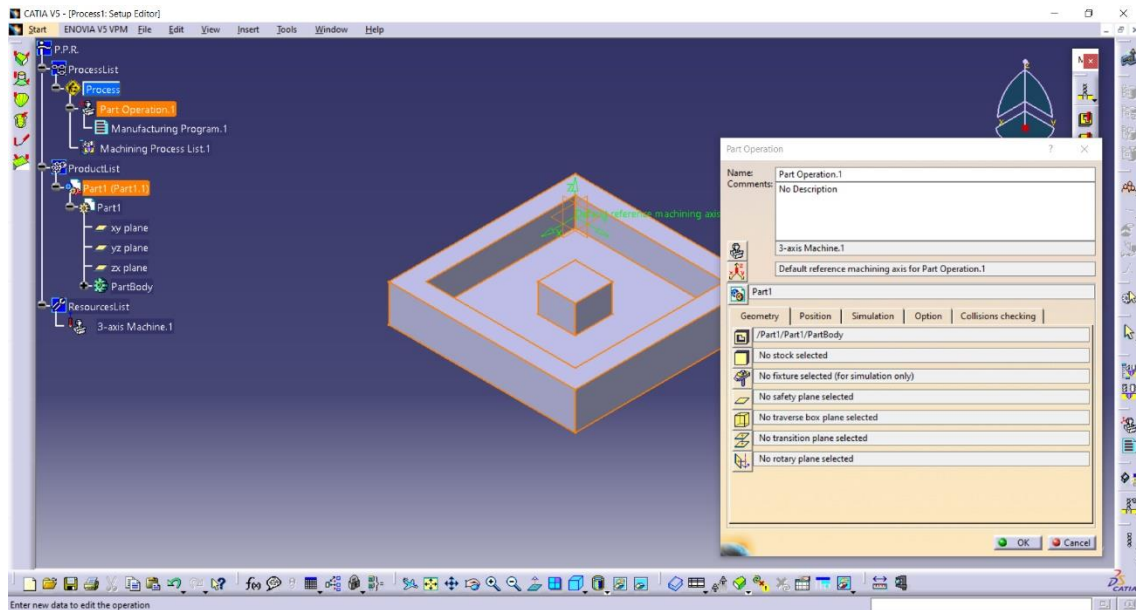 CATIA V5 - [Process1: Setup Editor]
Start ENOVIA V5 VPM File Edit View Insert Tools Window Help
P.P.R.
ProcessList
Process
Part Operation.1
Manufacturing Program.1
Machining Process List.1
ProductList
Part1 (Part1.1)
Part1
xy plane
yz plane
zx plane
PartBody
ResourcesList
3-axis Machine.1
Part Operation ? ×
Name: Part Operation.1
Comments: No Description
3-axis Machine.1
Default reference machining axis for Part Operation.1
Part1
Geometry Position Simulation Option Collisions checking
/Part1/Part1/PartBody
No stock selected
No fixture selected (for simulation only)
No safety plane selected
No traverse box plane selected
No transition plane selected
No rotary plane selected
OK Cancel
f(x)
CATIA
Enter new data to edit the operation